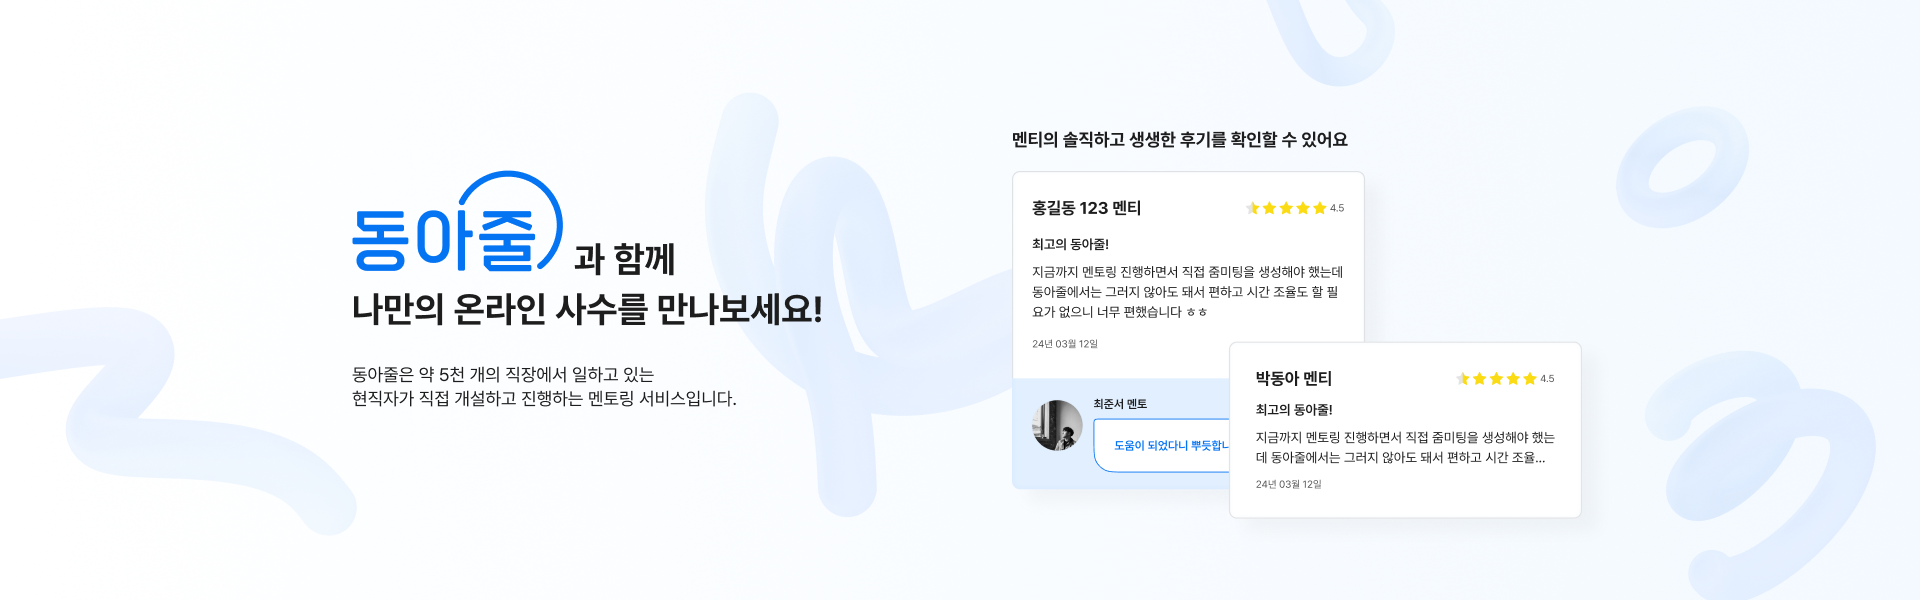 동아줄과 함께
나만의 온라인 사수를 만나보세요!
동아줄은 약 5천 개의 직장에서 일하고 있는
현직자가 직접 개설하고 진행하는 멘토링 서비스입니다.
멘티의 솔직하고 생생한 후기를 확인할 수 있어요
홍길동 123 멘티
4.5
최고의 동아줄!
지금까지 멘토링 진행하면서 직접 줌미팅을 생성해야 했는데
동아줄에서는 그러지 않아도 돼서 편하고 시간 조율도 할 필
요가 없으니 너무 편했습니다 ㅎㅎ
24년 03월 12일
최준서 멘토
도움이 되었다니 뿌듯합니
박동아 멘티
4.5
최고의 동아줄!
지금까지 멘토링 진행하면서 직접 줌미팅을 생성해야 했는
데 동아줄에서는 그러지 않아도 돼서 편하고 시간 조율...
24년 03월 12일